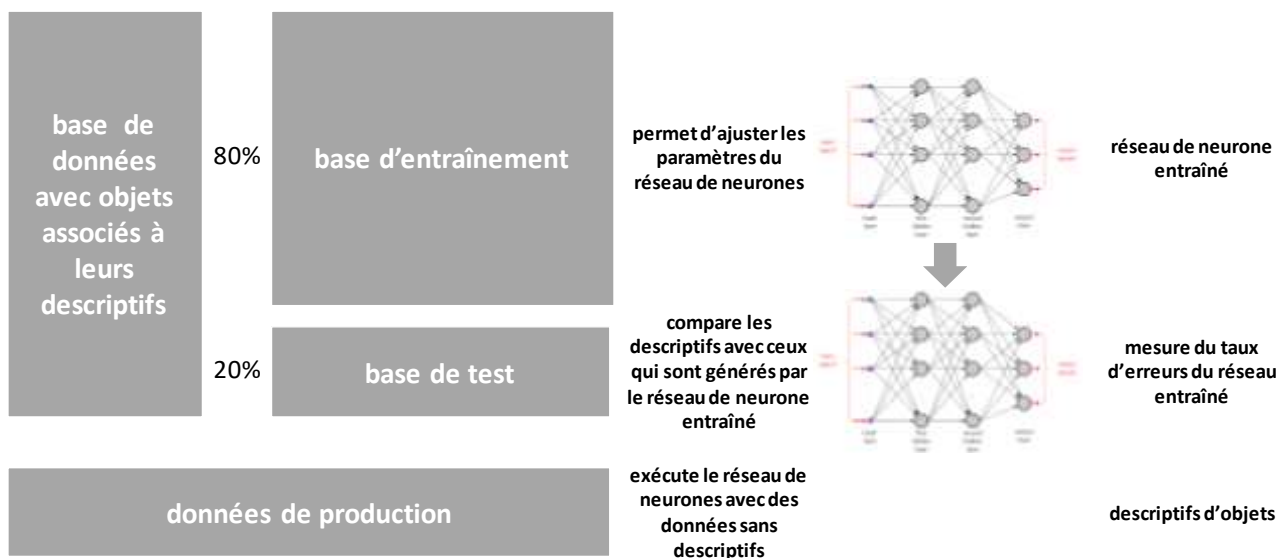 base de
données
avec objets
associés à
leurs
descriptifs
80%
base d'entraînement
permet d'ajuster les
paramètres du
réseau de neurones
réseau de neurone
entraîné
20%
base de test
compare les
descriptifs avec ceux
qui sont générés par
le réseau de neurone
entraîné
mesure du taux
d'erreurs du réseau
entraîné
données de production
exécute le réseau de
neurones avec des
données sans
descriptifs
descriptifs d'objets